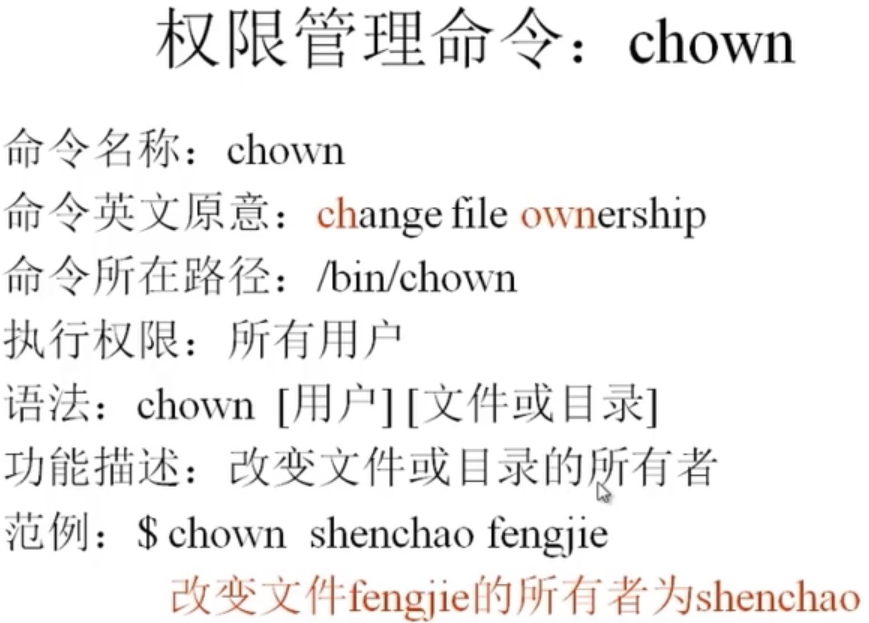 权限管理命令：chown
命令名称：chown
命令英文原意：change file ownership
命令所在路径：/bin/chown
执行权限：所有用户
语法：chown [用户] [文件或目录]
功能描述：改变文件或目录的所有者
范例：$ chown shenchao fengjie
改变文件fengjie的所有者为shenchao